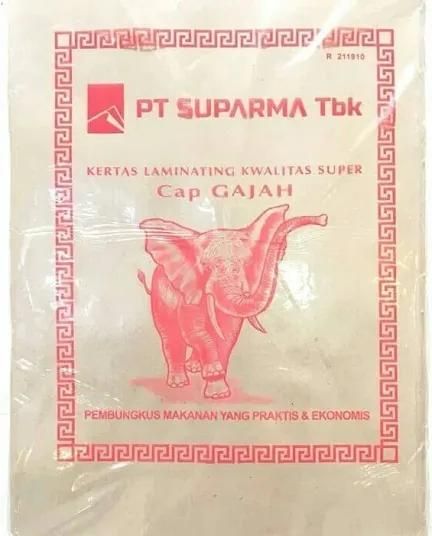 R 211910
PT SUPARMA Tbk
KERTAS LAMINATING KWALITAS SUPER
Cap GAJAH
PEMBUNGKUS MAKANAN YANG PRAKTIS & EKONOMIS